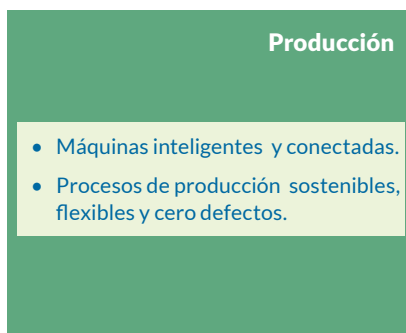 Producción
• Máquinas inteligentes y conectadas.
• Procesos de producción sostenibles,
flexibles y cero defectos.